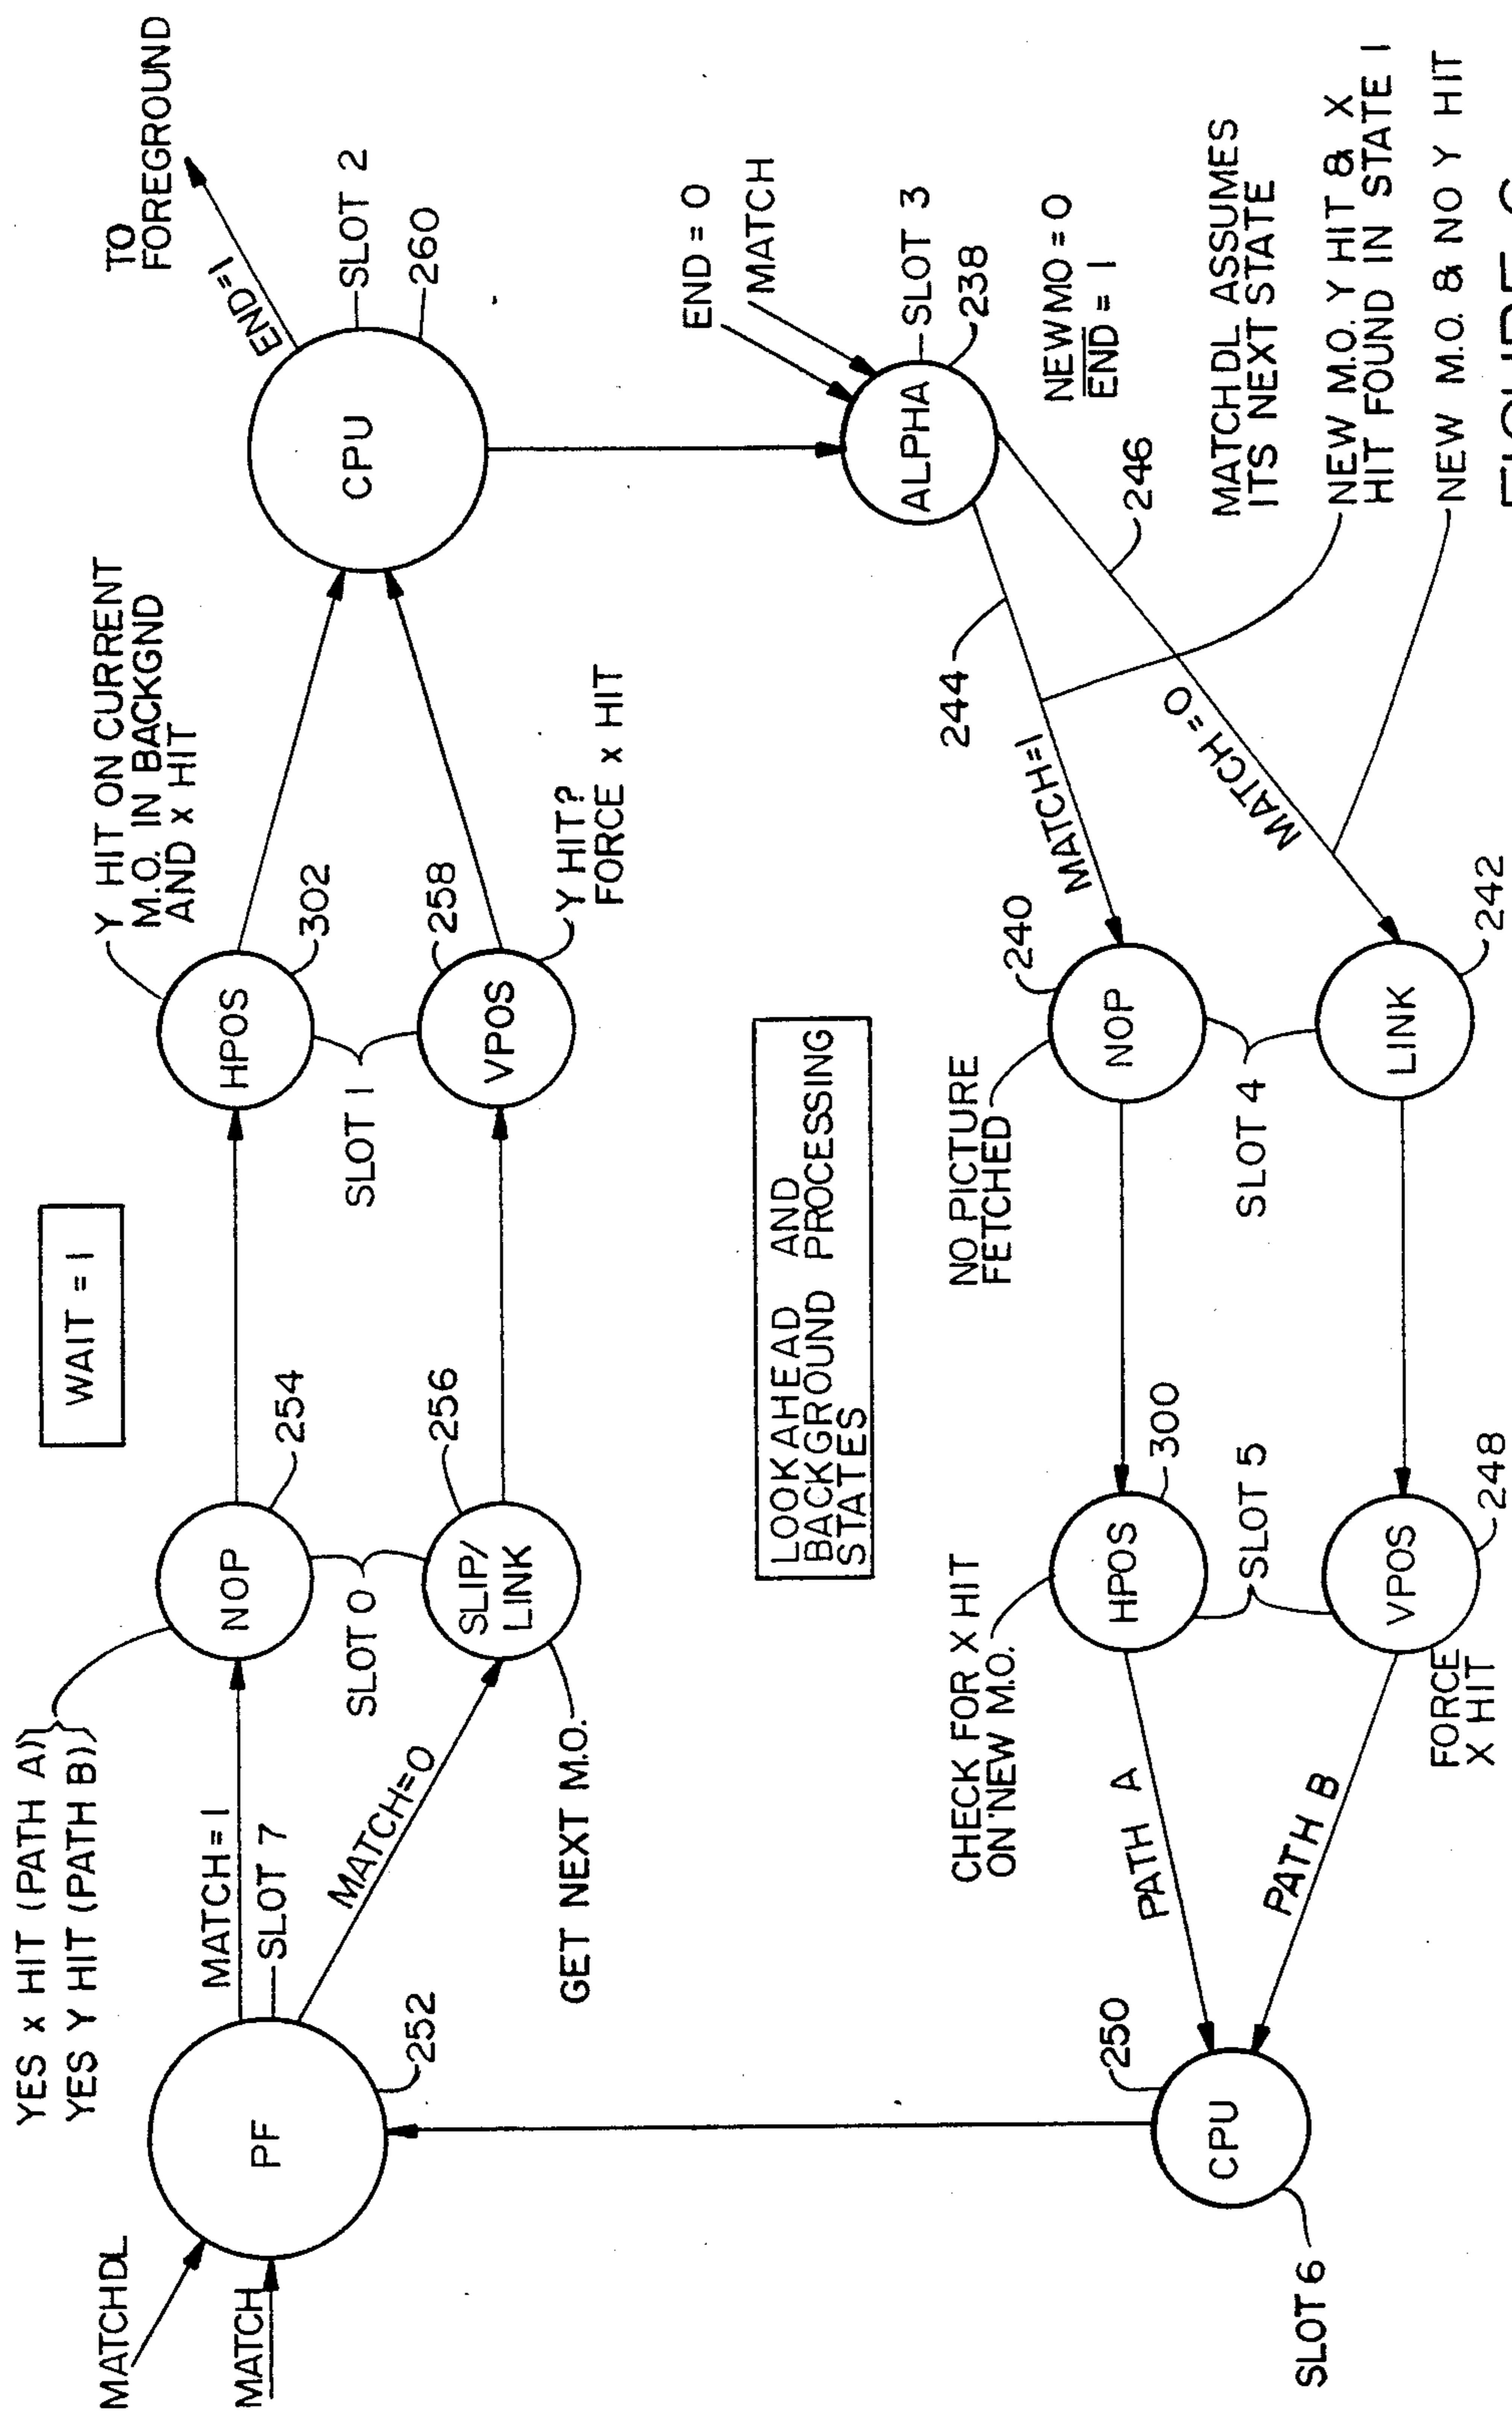 WAIT = 1
YES x HIT (PATH A)
YES Y HIT (PATH B)
MATCHDL
MATCH
PF
252
MATCH=1
SLOT 7
MATCH=0
NOP
254
SLOT 0
SLIP/
LINK
256
GET NEXT M.O.
HPOS
302
Y HIT ON CURRENT
M.O. IN BACKGND
AND x HIT
SLOT 1
VPOS
258
Y HIT?
FORCE x HIT
CPU
END=1
TO
FOREGROUND
SLOT 2
260
LOOKAHEAD AND
BACKGROUND PROCESSING
STATES
END = 0
/MATCH
ALPHA
SLOT 3
238
NEWMO = 0
END = 1
244
MATCH=1
246
MATCH=0
MATCHDL ASSUMES
ITS NEXT STATE
NEW M.O. Y HIT & X
HIT FOUND IN STATE 1
NEW M.O. & NO Y HIT
NO PICTURE
FETCHED
NOP
240
SLOT 4
LINK
242
CHECK FOR X HIT
ON NEW M.O.
HPOS
300
SLOT 5
VPOS
248
FORCE
X HIT
PATH A
PATH B
CPU
250
SLOT 6